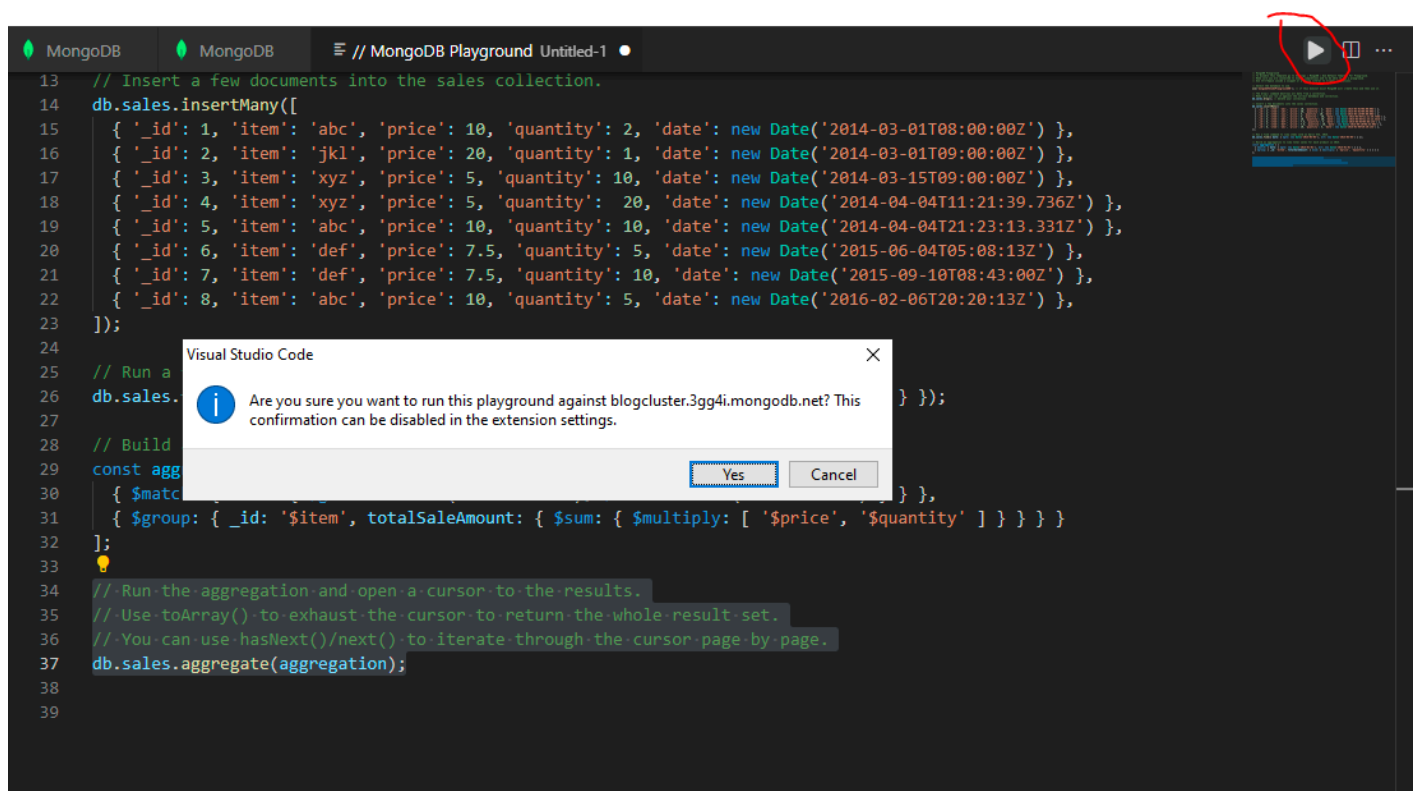 MongoDB MongoDB // MongoDB Playground Untitled-1
13 // Insert a few documents into the sales collection.
14 db.sales.insertMany([
15 { '_id': 1, 'item': 'abc', 'price': 10, 'quantity': 2, 'date': new Date('2014-03-01T08:00:00Z') },
16 { '_id': 2, 'item': 'jkl', 'price': 20, 'quantity': 1, 'date': new Date('2014-03-01T09:00:00Z') },
17 { '_id': 3, 'item': 'xyz', 'price': 5, 'quantity': 10, 'date': new Date('2014-03-15T09:00:00Z') },
18 { '_id': 4, 'item': 'xyz', 'price': 5, 'quantity':  20, 'date': new Date('2014-04-04T11:21:39.736Z') },
19 { '_id': 5, 'item': 'abc', 'price': 10, 'quantity': 10, 'date': new Date('2014-04-04T21:23:13.331Z') },
20 { '_id': 6, 'item': 'def', 'price': 7.5, 'quantity': 5, 'date': new Date('2015-06-04T05:08:13Z') },
21 { '_id': 7, 'item': 'def', 'price': 7.5, 'quantity': 10, 'date': new Date('2015-09-10T08:43:00Z') },
22 { '_id': 8, 'item': 'abc', 'price': 10, 'quantity': 5, 'date': new Date('2016-02-06T20:20:13Z') },
23 ]);
24
25 // Run a
26 db.sales. } });
27
28 // Build
29 const agg
30 { $matc } },
31 { $group: { _id: '$item', totalSaleAmount: { $sum: { $multiply: [ '$price', '$quantity' ] } } } }
32 ];
33
34 // Run the aggregation and open a cursor to the results.
35 // Use toArray() to exhaust the cursor to return the whole result set.
36 // You can use hasNext()/next() to iterate through the cursor page by page.
37 db.sales.aggregate(aggregation);
38
39
Visual Studio Code
Are you sure you want to run this playground against blogcluster.3gg4i.mongodb.net? This
confirmation can be disabled in the extension settings.
Yes Cancel